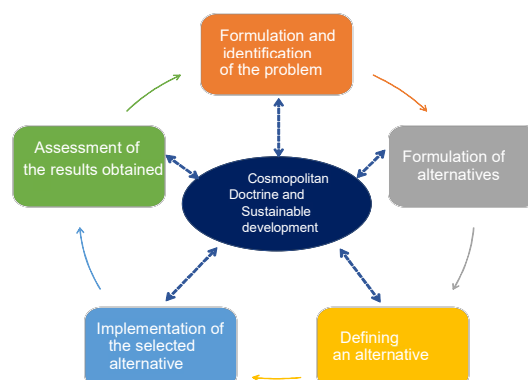 Formulation and
identification
of the problem
Assessment of
the results obtained
Formulation of
alternatives
Cosmopolitan
Doctrine and
Sustainable
development
Implementation of
the selected
alternative
Defining
an alternative